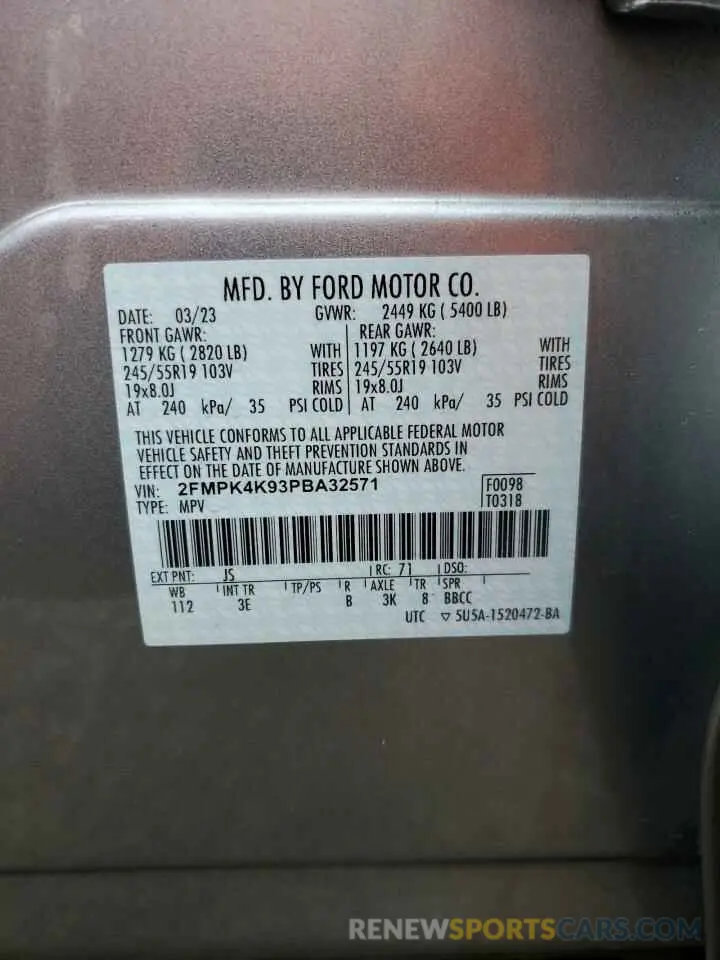 MFD. BY FORD MOTOR CO.
DATE: 03/23 GVWR: 2449 KG ( 5400 LB)
FRONT GAWR: REAR GAWR:
1279 KG ( 2820 LB) WITH 1197 KG ( 2640 LB) WITH
245/55R19 103V TIRES 245/55R19 103V TIRES
19x8.0J RIMS 19x8.0J RIMS
AT 240 kPa/ 35 PSI COLD AT 240 kPa/ 35 PSI COLD
THIS VEHICLE CONFORMS TO ALL APPLICABLE FEDERAL MOTOR
VEHICLE SAFETY AND THEFT PREVENTION STANDARDS IN
EFFECT ON THE DATE OF MANUFACTURE SHOWN ABOVE.
VIN: 2FMPK4K93PBA32571 F0098
TYPE: MPV T0318
EXT PNT: JS RC: 71 DSO:
WB INT TR TP/PS R AXLE TR SPR
112 3E B 3K 8 BBCC
UTC ▽ 5U5A-1520472-BA
RENEWSPORTSCARS.COM